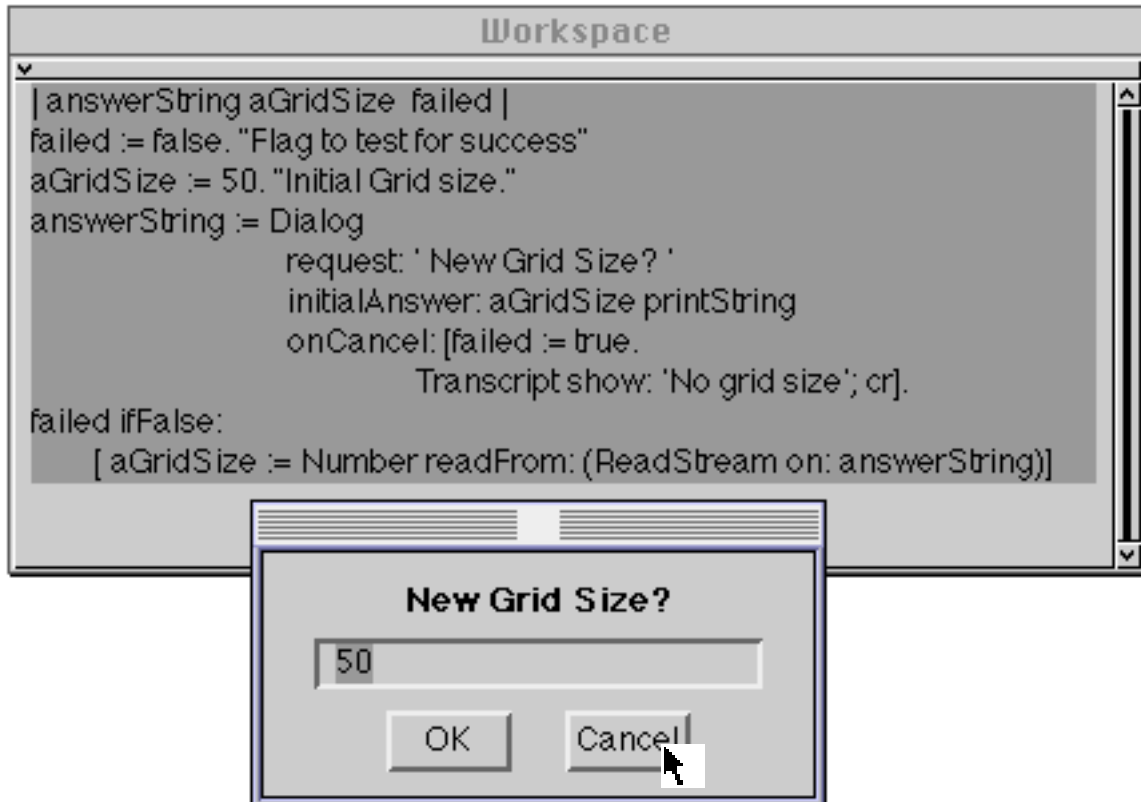 Workspace
| answerString aGridSize  failed |
failed := false. "Flag to test for success"
aGridSize := 50. "Initial Grid size."
answerString := Dialog
request: ' New Grid Size? '
initialAnswer: aGridSize printString
onCancel: [failed := true.
Transcript show: 'No grid size'; cr].
failed ifFalse:
[ aGridSize := Number readFrom: (ReadStream on: answerString)]
New Grid Size?
50
OK
Cancel